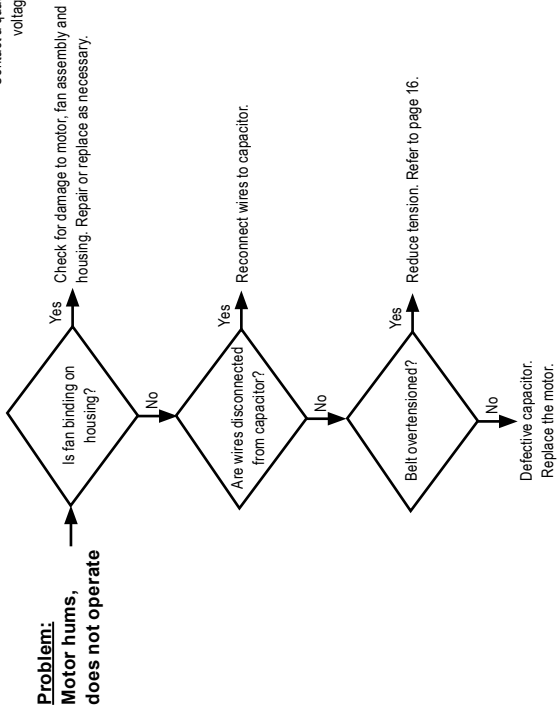 Problem:
Motor hums,
does not operate
Is fan binding on
housing?
Yes
Check for damage to motor, fan assembly and
housing. Repair or replace as necessary.
No
Are wires disconnected
from capacitor?
Yes
Reconnect wires to capacitor.
No
Belt overtensioned?
Yes
Reduce tension. Refer to page 16.
No
Defective capacitor.
Replace the motor.